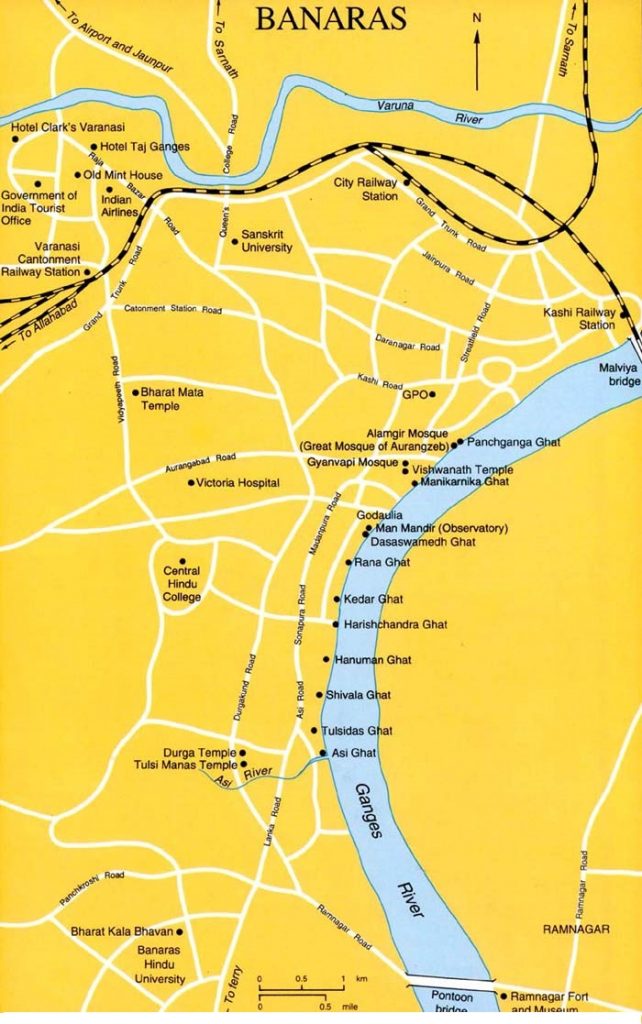 BANARAS
N
To Airport and Jaunpur
To Sarnath
To Sarnath
Varuna
River
Hotel Clark's Varanasi
Hotel Taj Ganges
Raja
Bazar
Road
Old Mint House
Indian
Airlines
Government of
India Tourist
Office
Queen's College Road
City Railway
Station
Grand Trunk Road
Sanskrit
University
Varanasi
Cantonment
Railway Station
Grand Trunk Road
To Allahabad
Jaitpura Road
Catonment Station Road
Streatfield Road
Daranagar Road
Kashi Railway
Station
Malviya
bridge
Vidyapeeth Road
Kashi Road
GPO
Bharat Mata
Temple
Alamgir Mosque
(Great Mosque of Aurangzeb)
Panchganga Ghat
Aurangabad Road
Gyanvapi Mosque
Vishwanath Temple
Manikarnika Ghat
Victoria Hospital
Madanpura Road
Godaulia
Man Mandir (Observatory)
Dasaswamedh Ghat
Rana Ghat
Central
Hindu
College
Kedar Ghat
Sonapura Road
Harishchandra Ghat
Hanuman Ghat
Durgakund Road
Asi Road
Shivala Ghat
Tulsidas Ghat
Durga Temple
Tulsi Manas Temple
Asi Ghat
Asi River
Ganges
River
Lanka Road
Panchkroshi Road
Ramnagar Road
Ramnagar Road
RAMNAGAR
Bharat Kala Bhavan
Banaras
Hindu
University
To ferry
0 0.5 1 km
0 0.5 mile
Pontoon
bridge
Ramnagar Fort
and Museum